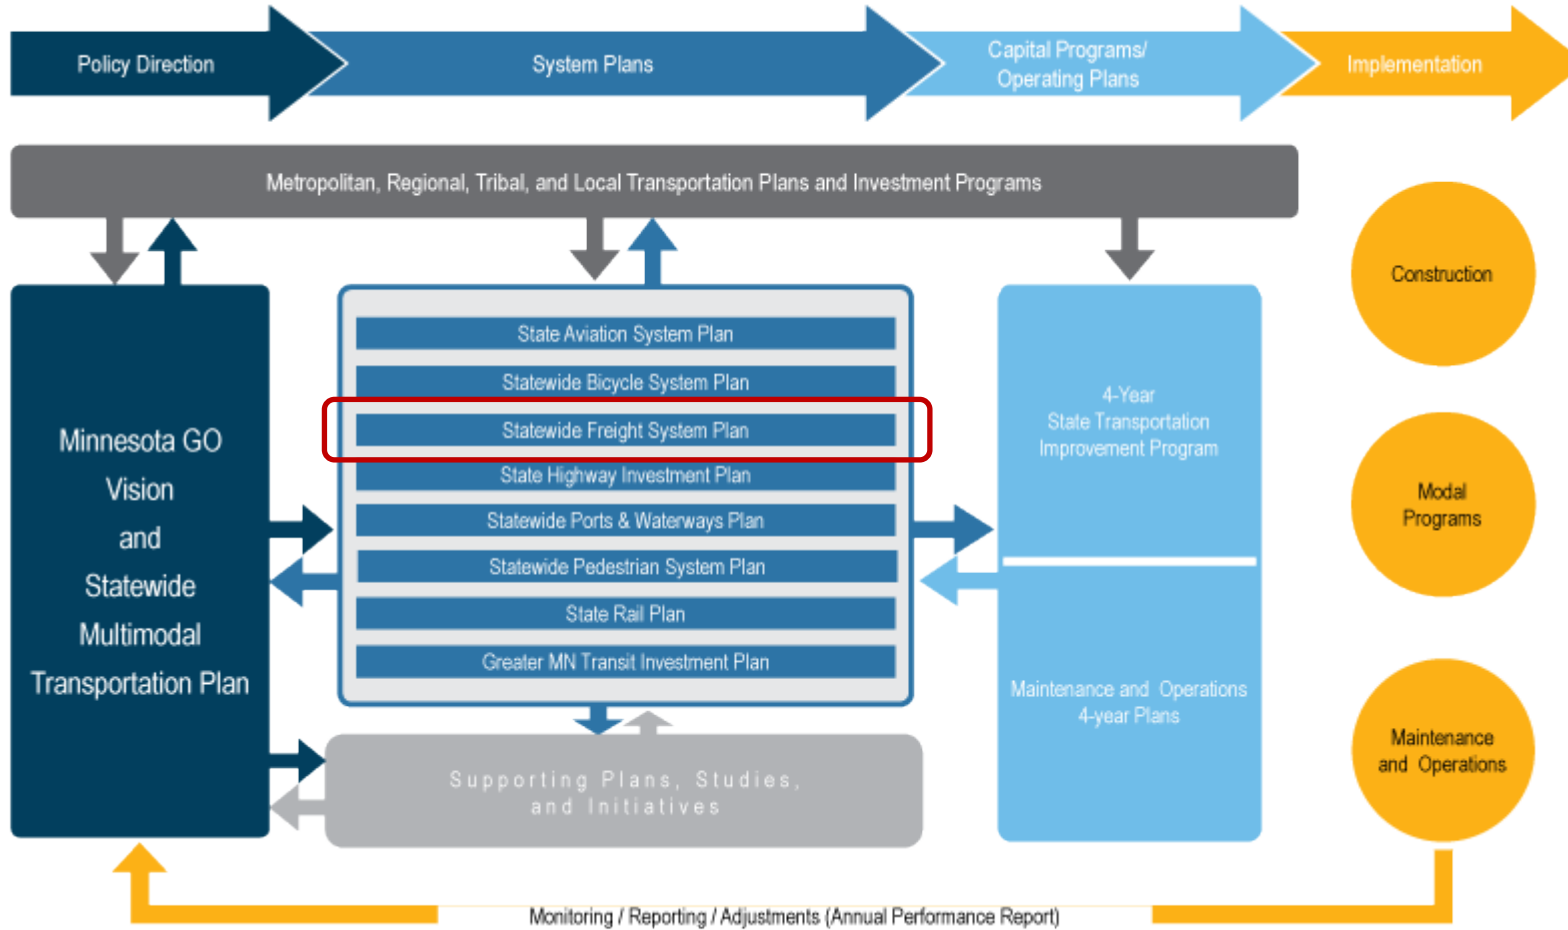 Policy Direction
System Plans
Capital Programs/
Operating Plans
Implementation
Metropolitan, Regional, Tribal, and Local Transportation Plans and Investment Programs
Minnesota GO
Vision
and
Statewide
Multimodal
Transportation Plan
State Aviation System Plan
Statewide Bicycle System Plan
Statewide Freight System Plan
State Highway Investment Plan
Statewide Ports & Waterways Plan
Statewide Pedestrian System Plan
State Rail Plan
Greater MN Transit Investment Plan
Supporting Plans, Studies,
and Initiatives
4-Year
State Transportation
Improvement Program
Maintenance and Operations
4-year Plans
Construction
Modal
Programs
Maintenance
and Operations
Monitoring / Reporting / Adjustments (Annual Performance Report)